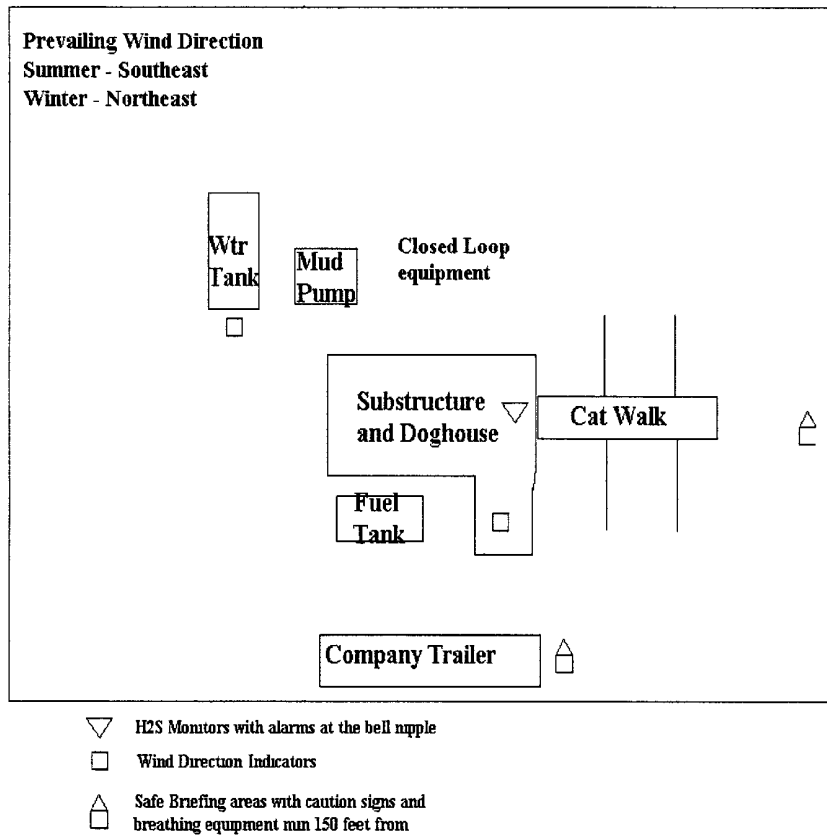 Prevailing Wind Direction
Summer - Southeast
Winter - Northeast
Wtr
Tank
Mud
Pump
Closed Loop
equipment
Substructure
and Doghouse
Cat Walk
Fuel
Tank
Company Trailer
H2S Monitors with alarms at the bell nipple
Wind Direction Indicators
Safe Briefing areas with caution signs and
breathing equipment min 150 feet from